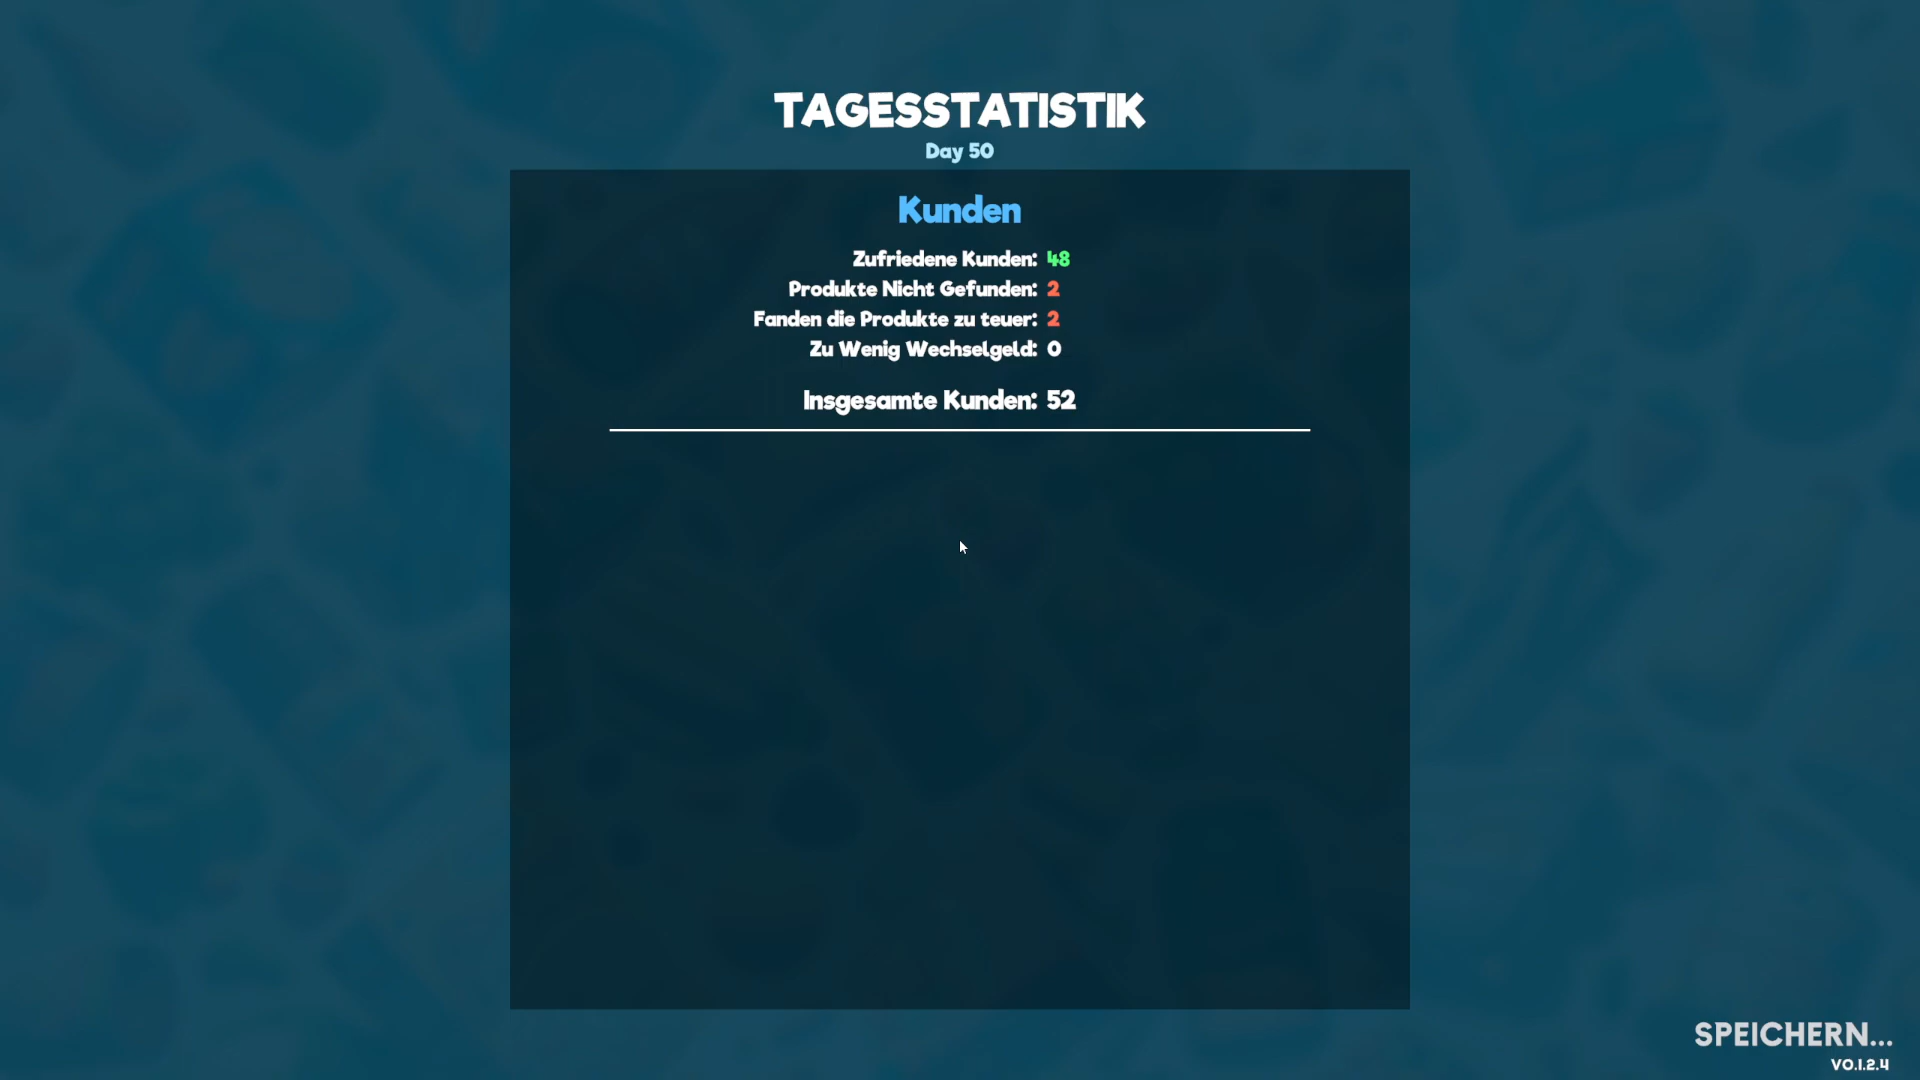 TAGESSTATISTIK
Day 50
Kunden
Zufriedene Kunden: 48
Produkte Nicht Gefunden: 2
Fanden die Produkte zu teuer: 2
Zu Wenig Wechselgeld: 0
Insgesamte Kunden: 52
SPEICHERN...
V0.1.2.4